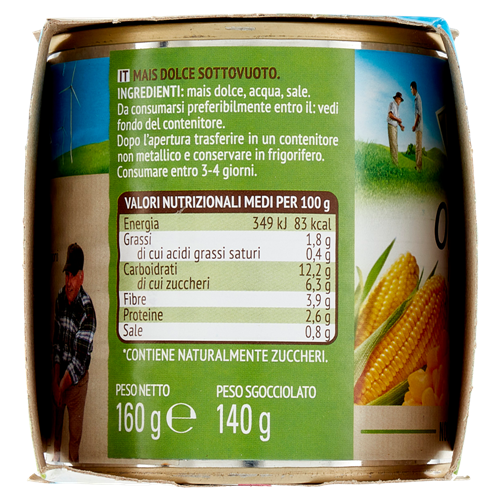 IT MAIS DOLCE SOTTOVUOTO.
INGREDIENTI: mais dolce, acqua, sale.
Da consumarsi preferibilmente entro il: vedi
fondo del contenitore.
Dopo l'apertura trasferire in un contenitore
non metallico e conservare in frigorifero.
Consumare entro 3-4 giorni.
VALORI NUTRIZIONALI MEDI PER 100 g
Energia 349 kJ 83 kcal
Grassi 1,8 g
di cui acidi grassi saturi 0,4 g
Carboidrati 12,2 g
di cui zuccheri 6,3 g
Fibre 3,9 g
Proteine 2,6 g
Sale 0,8 g
*CONTIENE NATURALMENTE ZUCCHERI.
PESO NETTO PESO SGOCCIOLATO
160 g ℮ 140 g